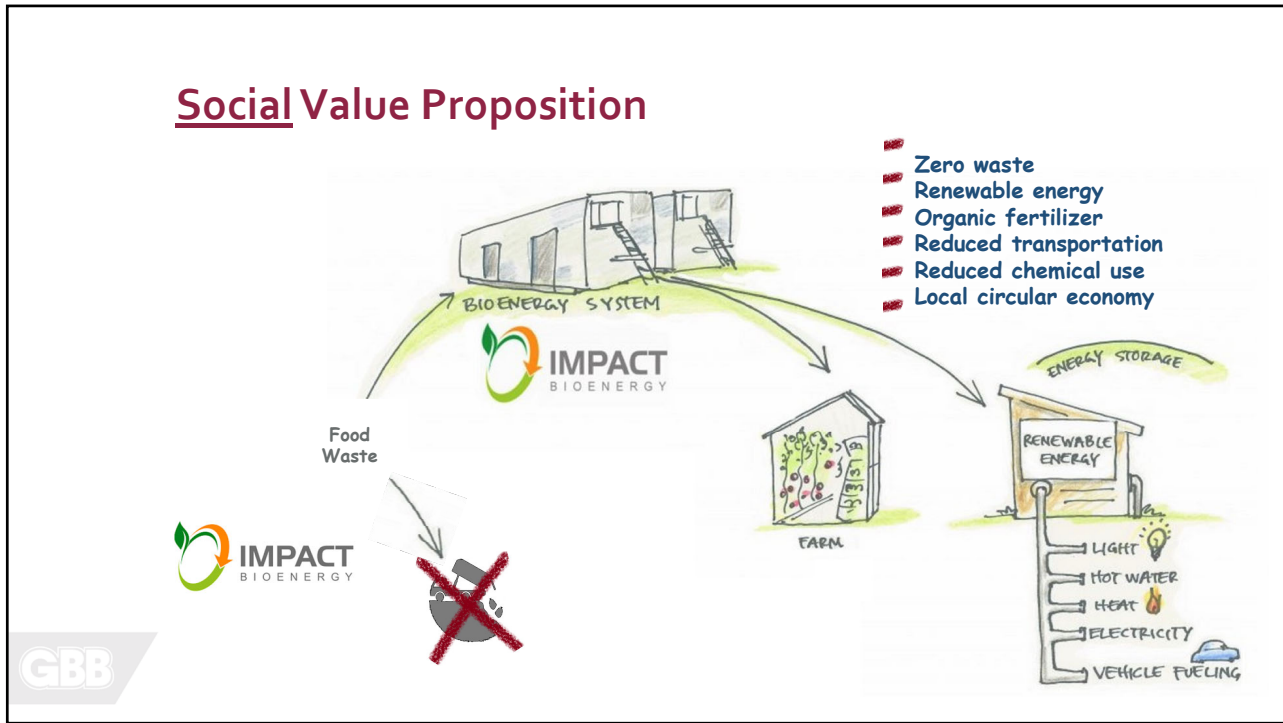 Social Value Proposition
Zero waste
Renewable energy
Organic fertilizer
Reduced transportation
Reduced chemical use
Local circular economy
BIOENERGY SYSTEM
IMPACT
BIOENERGY
ENERGY STORAGE
Food
Waste
RENEWABLE
ENERGY
FARM
IMPACT
BIOENERGY
LIGHT
HOT WATER
HEAT
ELECTRICITY
VEHICLE FUELING
GBB